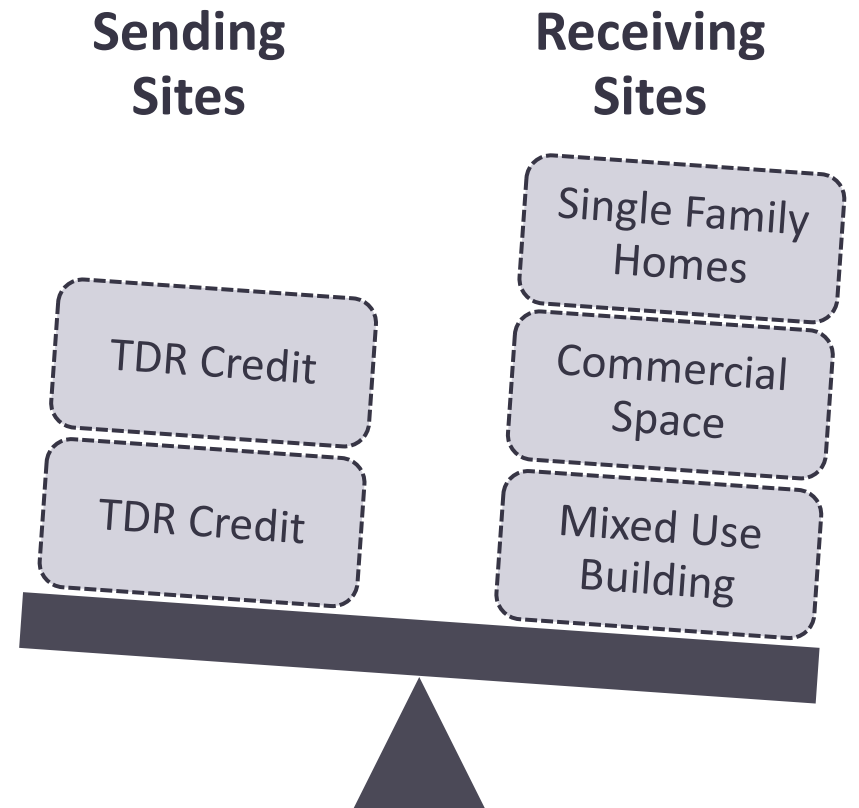 Sending
Sites
Receiving
Sites
TDR Credit
TDR Credit
Single Family
Homes
Commercial
Space
Mixed Use
Building